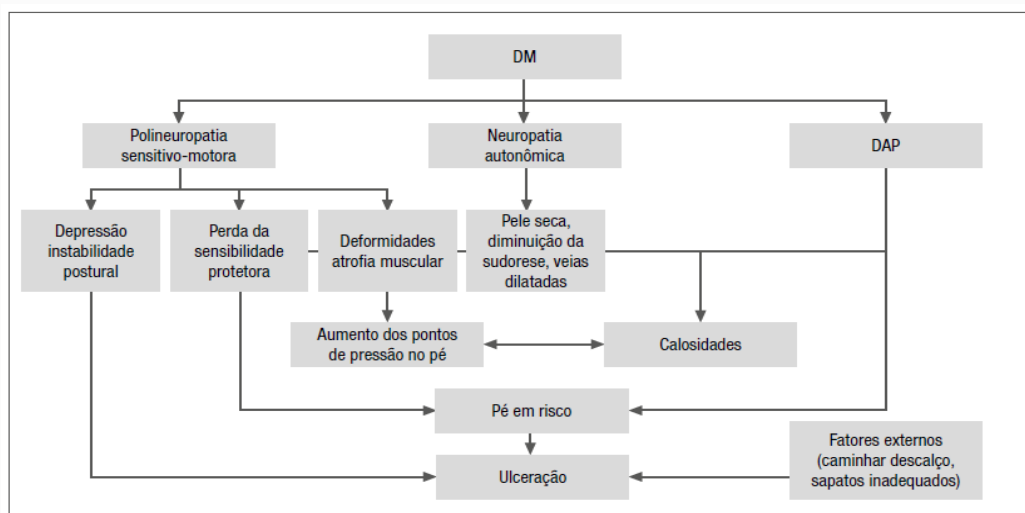 DM
Polineuropatia
sensitivo-motora
Neuropatia
autonômica
DAP
Depressão
instabilidade
postural
Perda da
sensibilidade
protetora
Deformidades
atrofia muscular
Pele seca,
diminuição da
sudorese, veias
dilatadas
Aumento dos pontos
de pressão no pé
Calosidades
Pé em risco
Fatores externos
(caminhar descalço,
sapatos inadequados)
Ulceração